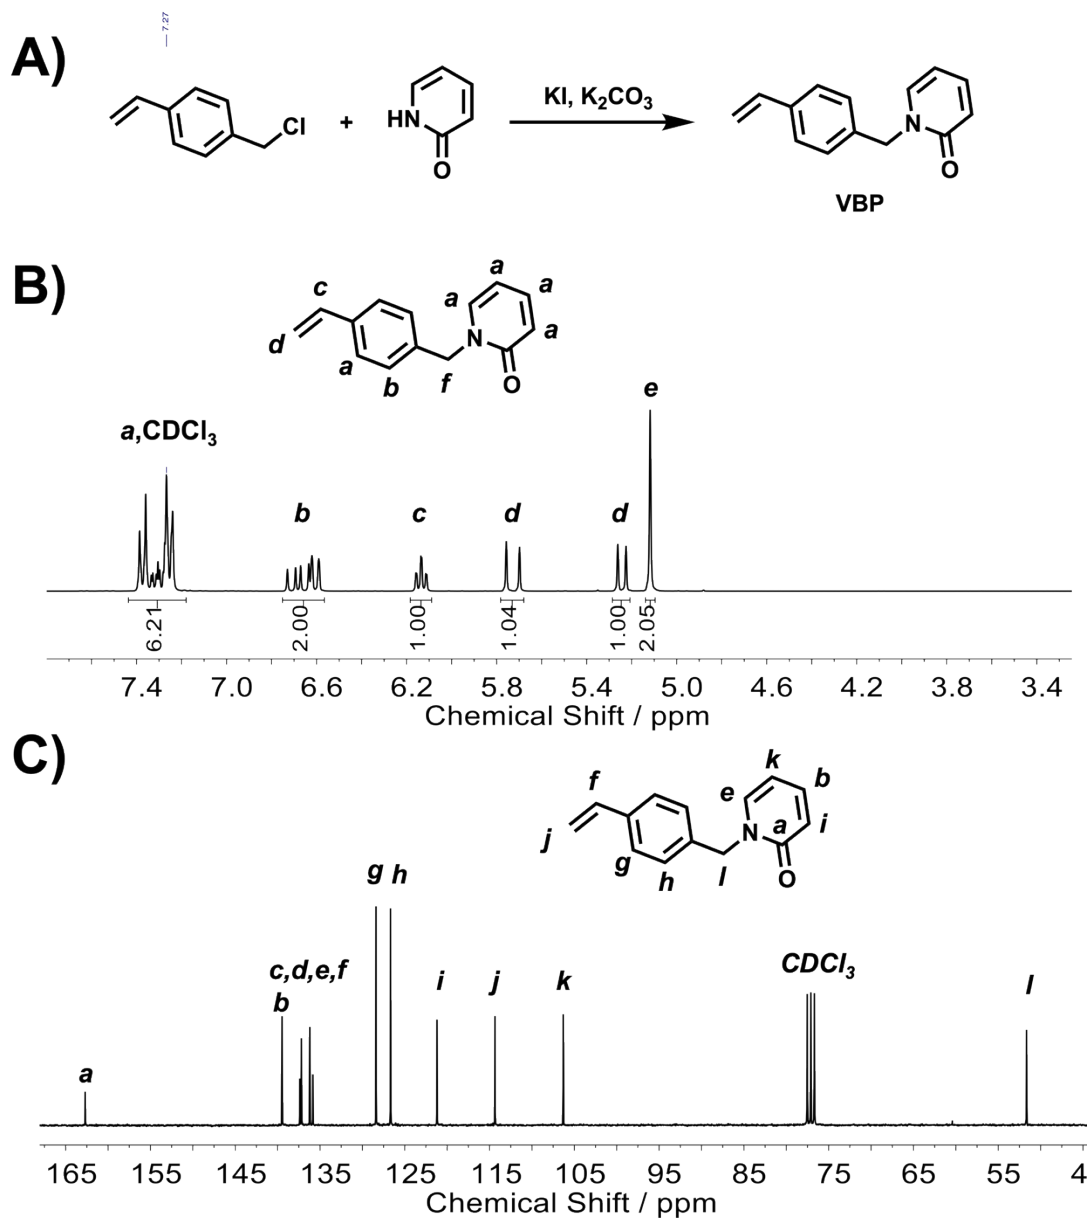 7.27
A)
Cl
+
HN
O
KI, K2CO3
N
O
VBP
B)
c
d
a
b
f
a
a
a
a
N
O
a,CDCl3
b
c
d
d
e
6.21
2.00
1.00
1.04
1.00
2.05
7.4 7.0 6.6 6.2 5.8 5.4 5.0 4.6 4.2 3.8 3.4
Chemical Shift / ppm
C)
f
j
g
h
l
e
k
b
i
a
N
O
a
c,d,e,f
b
g h
i
j
k
CDCl3
l
165 155 145 135 125 115 105 95 85 75 65 55 4
Chemical Shift / ppm